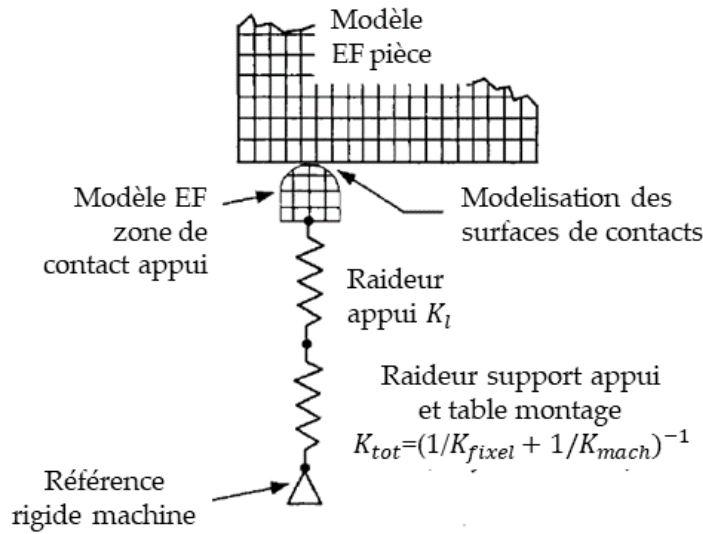 Modèle
EF pièce
Modèle EF
zone de
contact appui
Modelisation des
surfaces de contacts
Raideur
appui K_l
Raideur support appui
et table montage
K_tot=(1/K_fixel + 1/K_mach)^−1
Référence
rigide machine